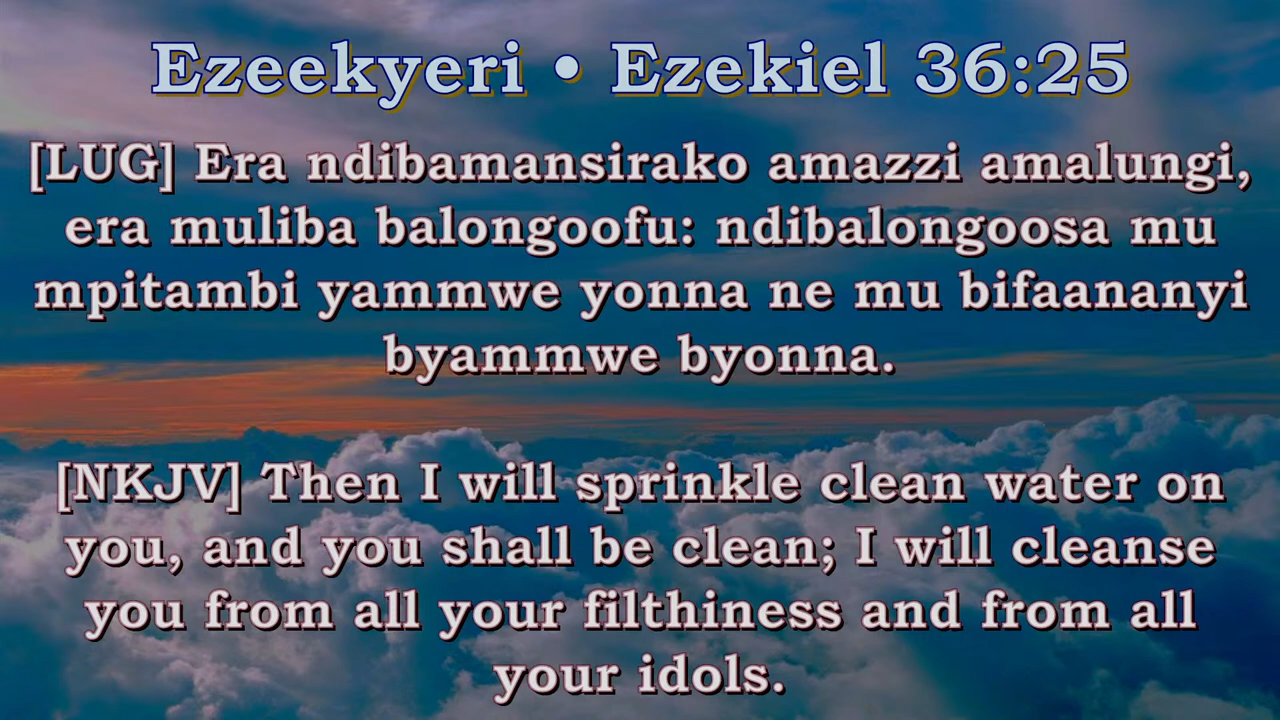 Ezeekyeri • Ezekiel 36:25
[LUG] Era ndibamansirako amazzi amalungi,
era muliba balongoofu: ndibalongoosa mu
mpitambi yammwe yonna ne mu bifaananyi
byammwe byonna.
[NKJV] Then I will sprinkle clean water on
you, and you shall be clean; I will cleanse
you from all your filthiness and from all
your idols.